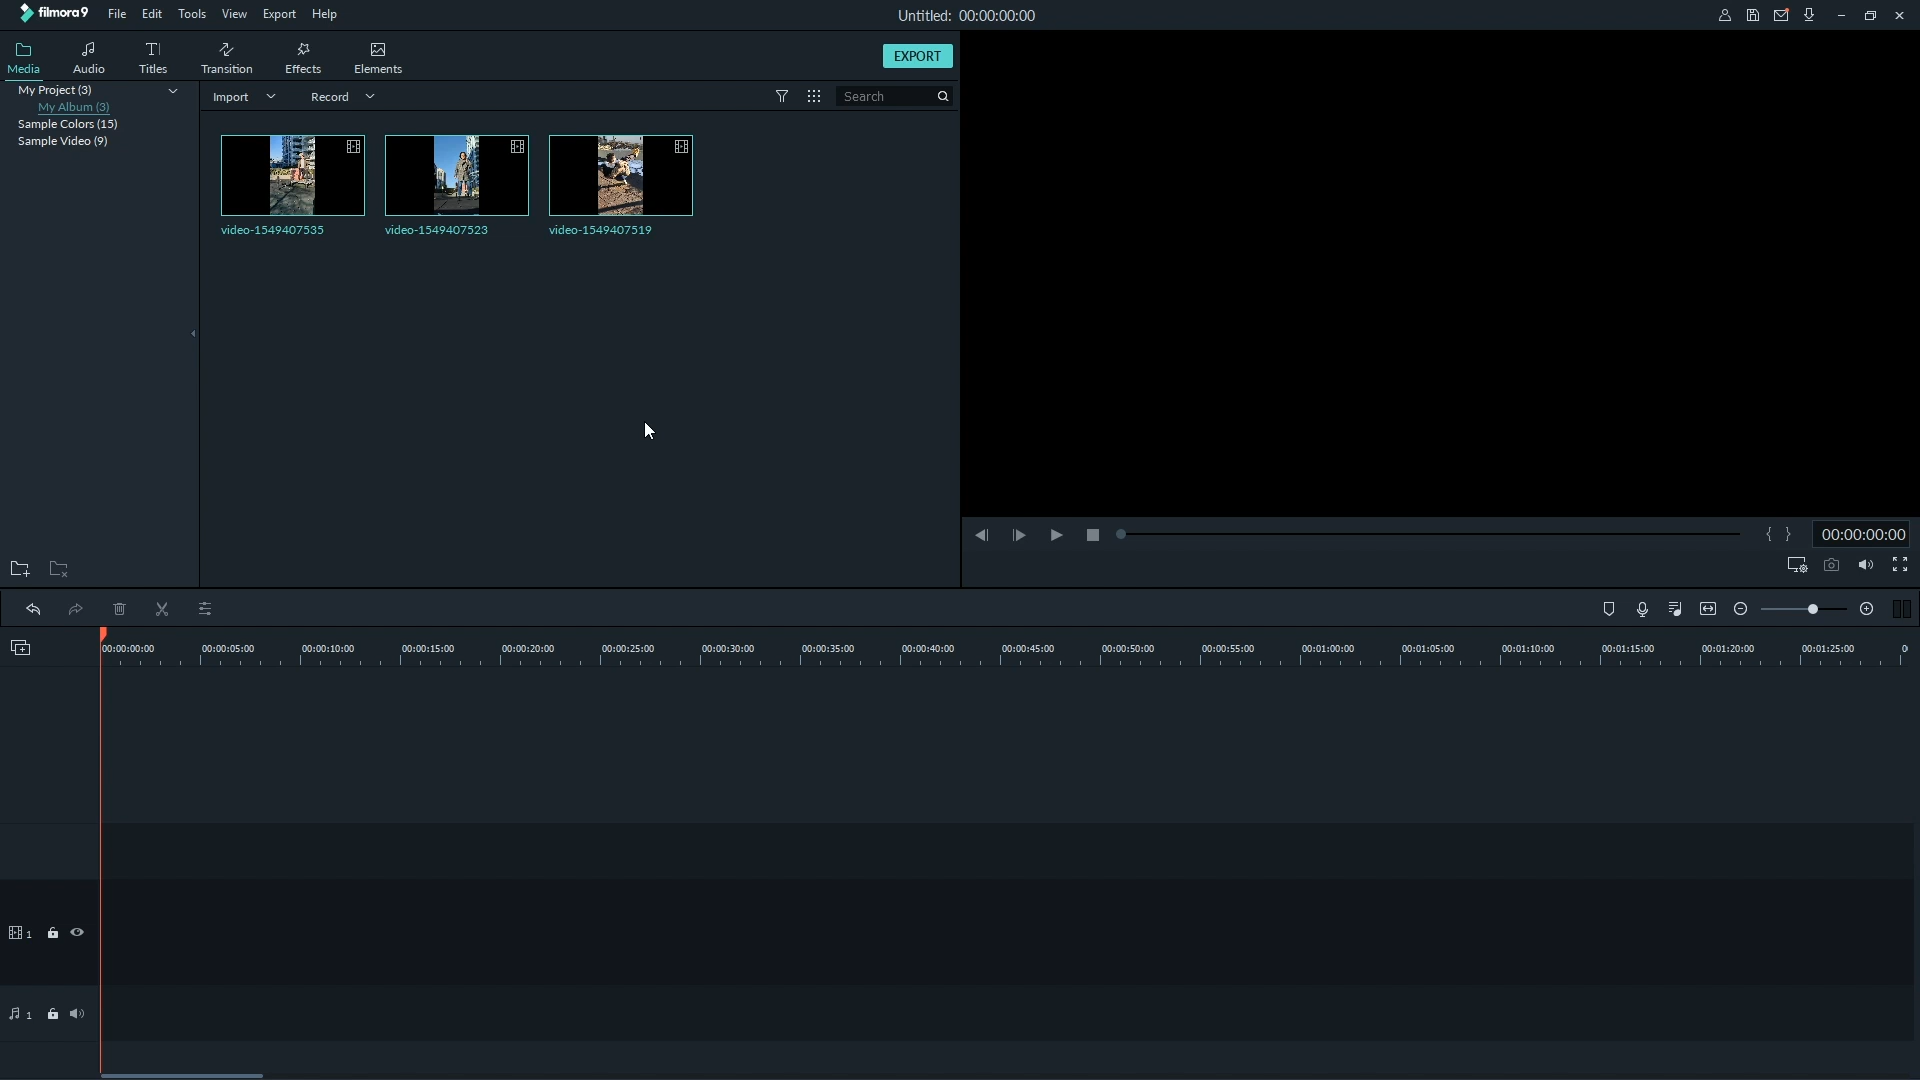 filmora9 File Edit Tools View Export Help Untitled: 00:00:00:00
Media Audio Titles Transition Effects Elements EXPORT
My Project (3)
My Album (3)
Sample Colors (15)
Sample Video (9)
Import Record Search
video-1549407535 video-1549407523 video-1549407519
{ } 00:00:00:00
00:00:00:00 00:00:05:00 00:00:10:00 00:00:15:00 00:00:20:00 00:00:25:00 00:00:30:00 00:00:35:00 00:00:40:00 00:00:45:00 00:00:50:00 00:00:55:00 00:01:00:00 00:01:05:00 00:01:10:00 00:01:15:00 00:01:20:00 00:01:25:00
1
1